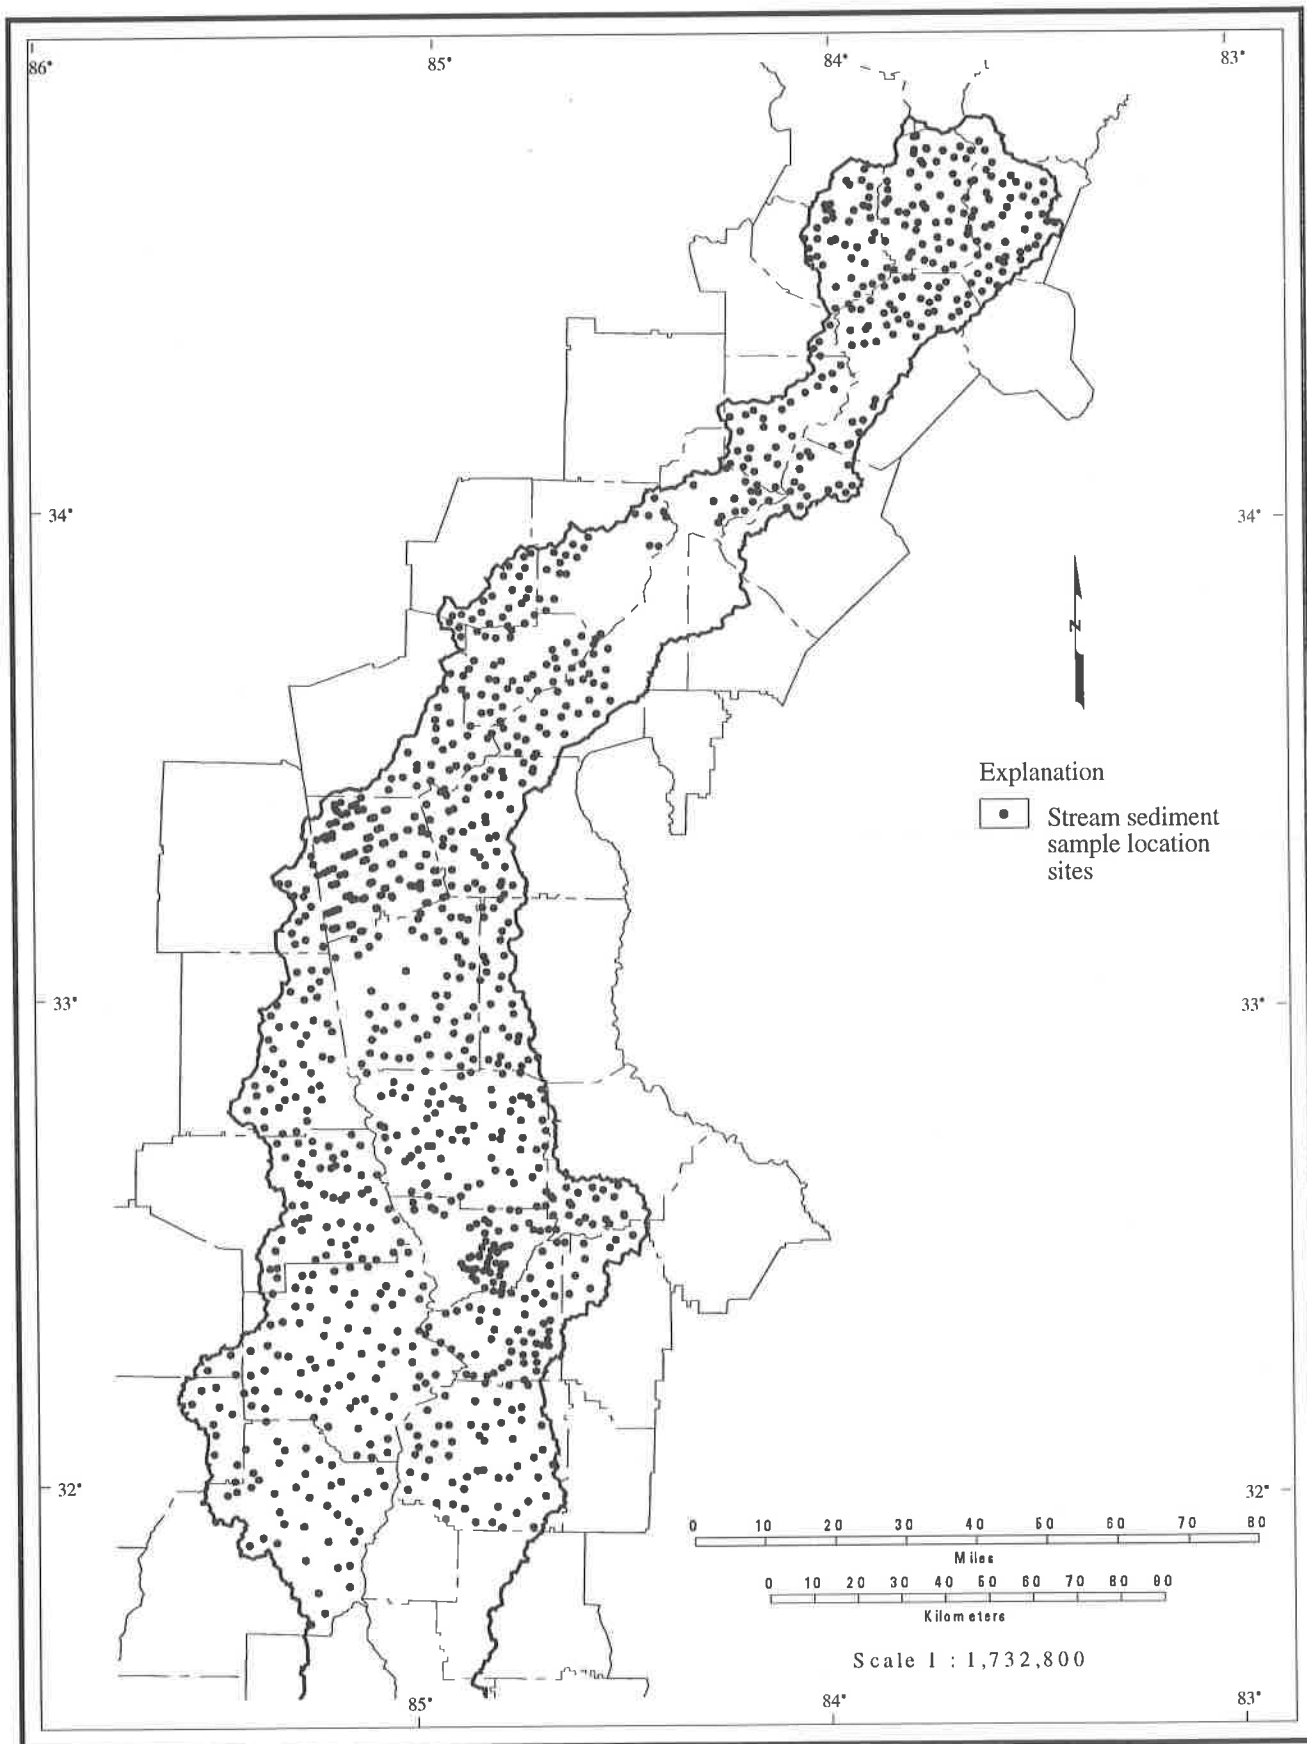 86° 85° 84° 83°
34° 34°
N
Explanation
Stream sediment
sample location
sites
33° 33°
32° 32°
0 10 20 30 40 50 60 70 80
Miles
0 10 20 30 40 50 60 70 80 90
Kilometers
Scale 1 : 1,732,800
85° 84° 83°